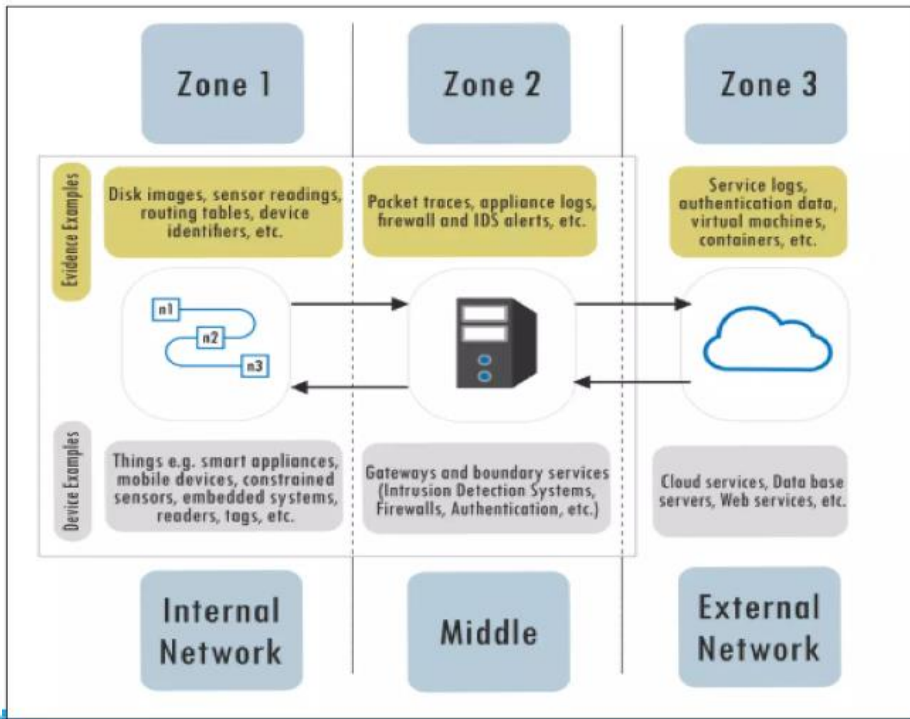 Zone 1
Zone 2
Zone 3
Evidence Examples
Disk images, sensor readings,
routing tables, device
identifiers, etc.
Packet traces, appliance logs,
firewall and IDS alerts, etc.
Service logs,
authentication data,
virtual machines,
containers, etc.
n1
n2
n3
Device Examples
Things e.g. smart appliances,
mobile devices, constrained
sensors, embedded systems,
readers, tags, etc.
Gateways and boundary services
(Intrusion Detection Systems,
Firewalls, Authentication, etc.)
Cloud services, Data base
servers, Web services, etc.
Internal
Network
Middle
External
Network